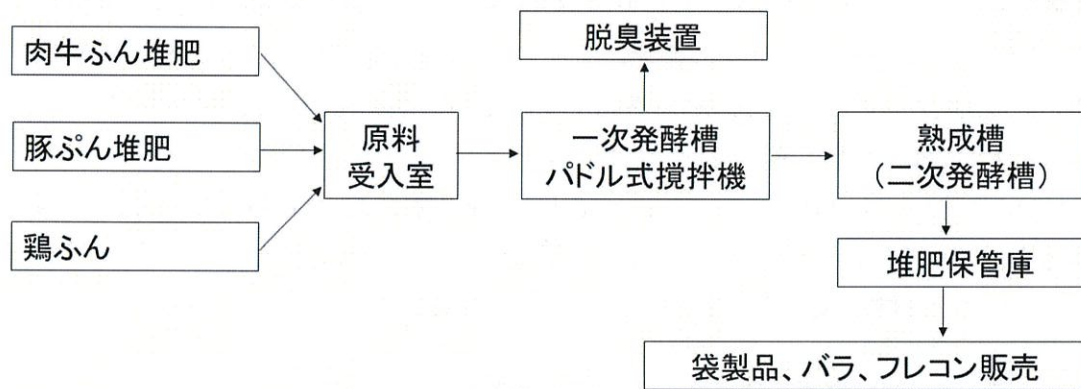 肉牛ふん堆肥
豚ぷん堆肥
鶏ふん
原料
受入室
脱臭装置
一次発酵槽
パドル式撹拌機
熟成槽
（二次発酵槽）
堆肥保管庫
袋製品、バラ、フレコン販売